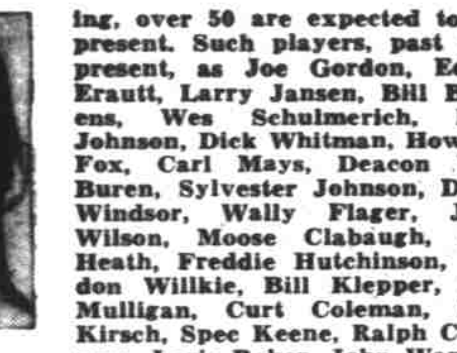 ing, over 50 are expected to
present. Such players, past
present, as Joe Gordon,
Erautt, Larry Jansen, Bill
ens, Wes Schulmerich,
Johnson, Dick Whitman,
Fox, Carl Mays, Deacon
Buren, Sylvester Johnson,
Windsor, Wally Flager,
Wilson, Moose Clabaugh,
Heath, Freddie Hutchinson,
don Willkie, Bill Klepper,
Mulligan, Curt Coleman,
Kirsch, Spec Keene, Ralph